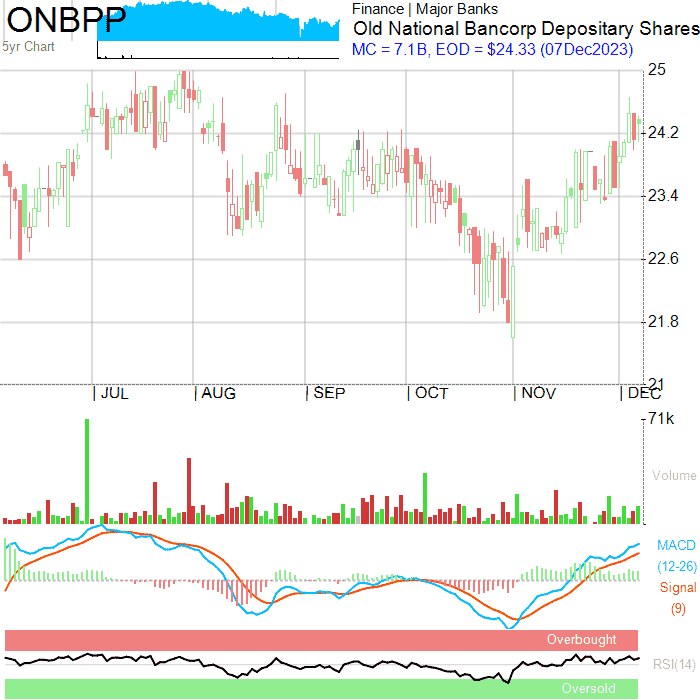 ONBPP
5yr Chart
Finance | Major Banks
Old National Bancorp Depositary Shares
MC = 7.1B, EOD = $24.33 (07Dec2023)
25
24.2
23.4
22.6
21.8
21
| JUL | AUG | SEP | OCT | NOV | DEC
71k
Volume
MACD
(12-26)
Signal
(9)
Overbought
RSI(14)
Oversold